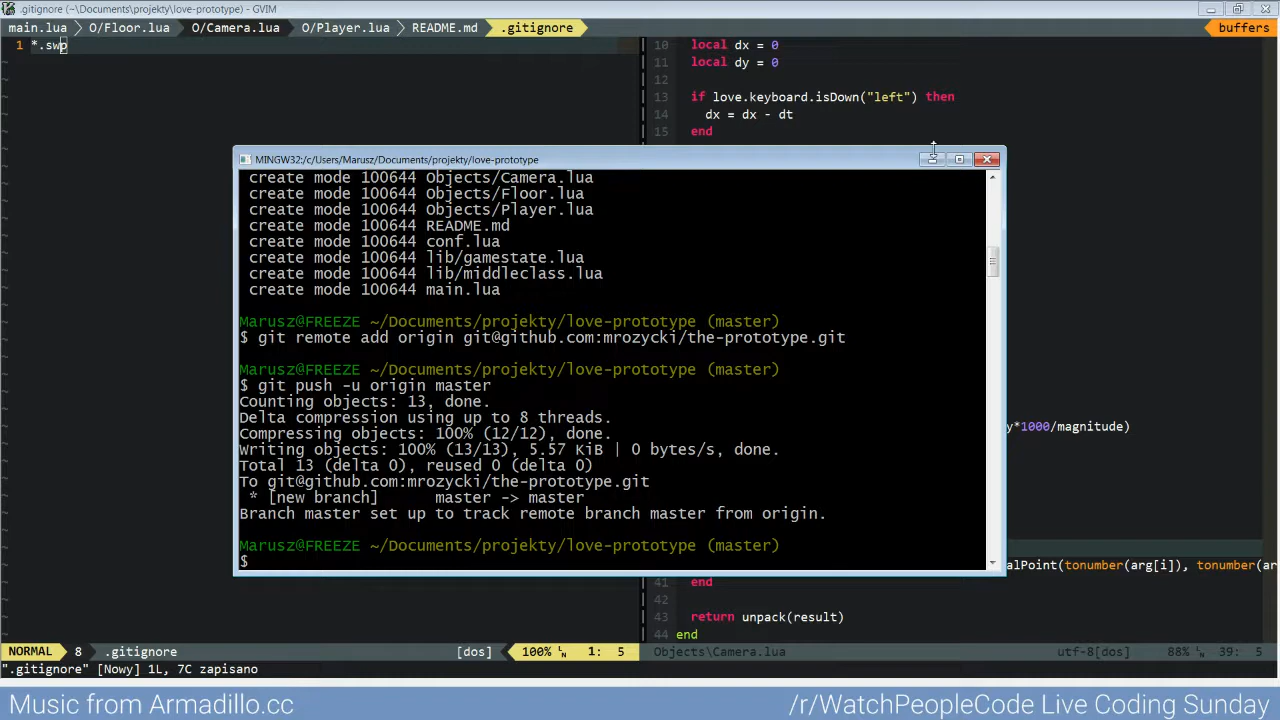 .gitignore (~\Documents\projekty\love-prototype) - GVIM
main.lua O/Floor.lua O/Camera.lua O/Player.lua README.md .gitignore buffers
1 *.swp
10 local dx = 0
11 local dy = 0
12
13 if love.keyboard.isDown("left") then
14 dx = dx - dt
15 end
MINGW32:/c/Users/Marusz/Documents/projekty/love-prototype
create mode 100644 Objects/Camera.lua
create mode 100644 Objects/Floor.lua
create mode 100644 Objects/Player.lua
create mode 100644 README.md
create mode 100644 conf.lua
create mode 100644 lib/gamestate.lua
create mode 100644 lib/middleclass.lua
create mode 100644 main.lua
Marusz@FREEZE ~/Documents/projekty/love-prototype (master)
$ git remote add origin git@github.com:mrozycki/the-prototype.git
Marusz@FREEZE ~/Documents/projekty/love-prototype (master)
$ git push -u origin master
Counting objects: 13, done.
Delta compression using up to 8 threads.
Compressing objects: 100% (12/12), done.
Writing objects: 100% (13/13), 5.57 KiB | 0 bytes/s, done.
Total 13 (delta 0), reused 0 (delta 0)
To git@github.com:mrozycki/the-prototype.git
* [new branch] master -> master
Branch master set up to track remote branch master from origin.
Marusz@FREEZE ~/Documents/projekty/love-prototype (master)
$
y*1000/magnitude)
alPoint(tonumber(arg[i]), tonumber(ar
41 end
42
43 return unpack(result)
44 end
NORMAL 8 .gitignore [dos] 100% 1: 5
Objects\Camera.lua utf-8[dos] 88% 39: 5
".gitignore" [Nowy] 1L, 7C zapisano
Music from Armadillo.cc
/r/WatchPeopleCode Live Coding Sunday